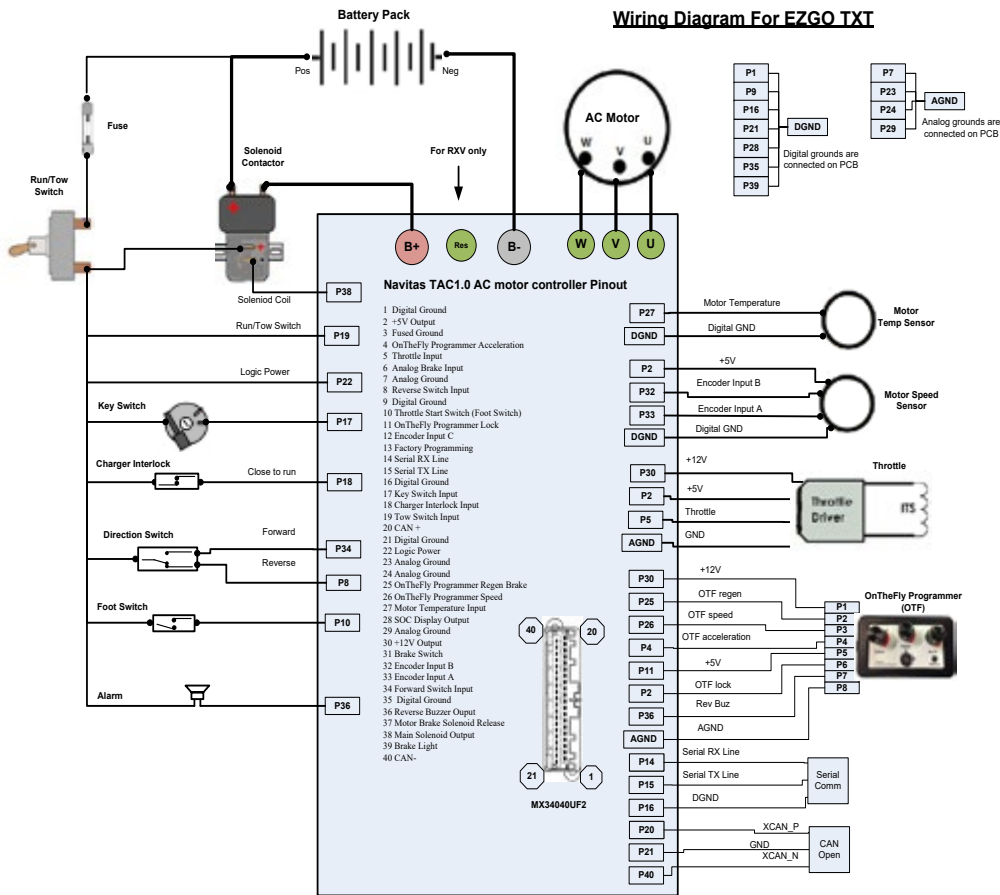 Wiring Diagram For EZGO TXT
Battery Pack
Pos
Neg
Fuse
Run/Tow
Switch
Solenoid
Contactor
+
+
Soleniod Coil
For RXV only
AC Motor
W
V
U
P1
P9
P16
P21
P28
P35
P39
DGND
Digital grounds are
connected on PCB
P7
P23
P24
P29
AGND
Analog grounds are
connected on PCB
B+
Res
B-
W
V
U
Navitas TAC1.0 AC motor controller Pinout
1 Digital Ground
2 +5V Output
3 Fused Ground
4 OnTheFly Programmer Acceleration
5 Throttle Input
6 Analog Brake Input
7 Analog Ground
8 Reverse Switch Input
9 Digital Ground
10 Throttle Start Switch (Foot Switch)
11 OnTheFly Programmer Lock
12 Encoder Input C
13 Factory Programming
14 Serial RX Line
15 Serial TX Line
16 Digital Ground
17 Key Switch Input
18 Charger Interlock Input
19 Tow Switch Input
20 CAN +
21 Digital Ground
22 Logic Power
23 Analog Ground
24 Analog Ground
25 OnTheFly Programmer Regen Brake
26 OnTheFly Programmer Speed
27 Motor Temperature Input
28 SOC Display Output
29 Analog Ground
30 +12V Output
31 Brake Switch
32 Encoder Input B
33 Encoder Input A
34 Forward Switch Input
35 Digital Ground
36 Reverse Buzzer Ouput
37 Motor Brake Solenoid Release
38 Main Solenoid Output
39 Brake Light
40 CAN-
40
20
21
1
MX34040UF2
P38
Run/Tow Switch
P19
Logic Power
P22
Key Switch
P17
Charger Interlock
Close to run
P18
Direction Switch
Forward
P34
Reverse
P8
Foot Switch
P10
Alarm
P36
P27
Motor Temperature
DGND
Digital GND
Motor
Temp Sensor
P2
+5V
P32
Encoder Input B
P33
Encoder Input A
DGND
Digital GND
Motor Speed
Sensor
P30
+12V
P2
+5V
P5
Throttle
AGND
GND
Throttle
Throttle
Driver
ITS
P30
+12V
P25
OTF regen
P26
OTF speed
P4
OTF acceleration
P11
+5V
P2
OTF lock
P36
Rev Buz
AGND
AGND
OnTheFly Programmer
(OTF)
P1
P2
P3
P4
P5
P6
P7
P8
P14
Serial RX Line
P15
Serial TX Line
P16
DGND
Serial
Comm
P20
XCAN_P
P21
GND
P40
XCAN_N
CAN
Open